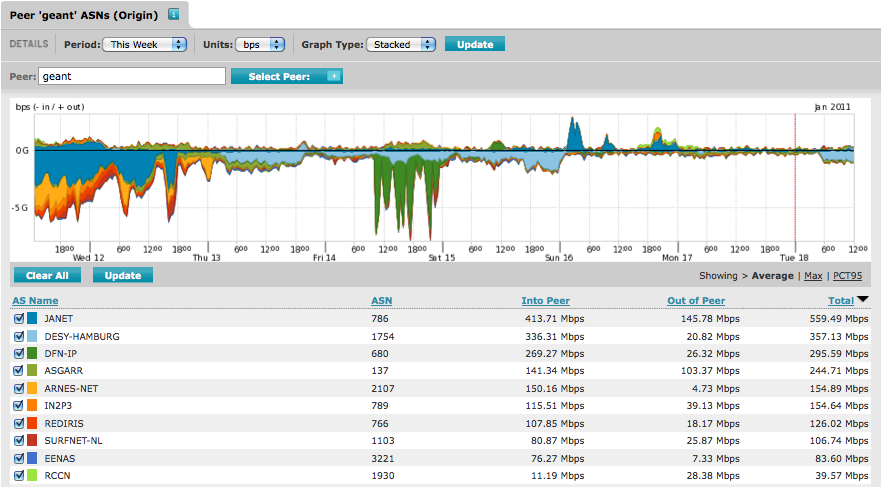 Peer 'geant' ASNs (Origin) i
DETAILS Period: This Week Units: bps Graph Type: Stacked Update
Peer: geant Select Peer: +
bps (- in / + out) Jan 2011
0G
-5G
1800 600 1200 1800 600 1200 1800 600 1200 1800 600 1200 1800 600 1200 1800 600 1200 1800 600 1200
Wed 12 Thu 13 Fri 14 Sat 15 Sun 16 Mon 17 Tue 18
Clear All Update Showing > Average | Max | PCT95
AS Name ASN Into Peer Out of Peer Total
JANET 786 413.71 Mbps 145.78 Mbps 559.49 Mbps
DESY-HAMBURG 1754 336.31 Mbps 20.82 Mbps 357.13 Mbps
DFN-IP 680 269.27 Mbps 26.32 Mbps 295.59 Mbps
ASGARR 137 141.34 Mbps 103.37 Mbps 244.71 Mbps
ARNES-NET 2107 150.16 Mbps 4.73 Mbps 154.89 Mbps
IN2P3 789 115.51 Mbps 39.13 Mbps 154.64 Mbps
REDIRIS 766 107.85 Mbps 18.17 Mbps 126.02 Mbps
SURFNET-NL 1103 80.87 Mbps 25.87 Mbps 106.74 Mbps
EENAS 3221 76.27 Mbps 7.33 Mbps 83.60 Mbps
RCCN 1930 11.19 Mbps 28.38 Mbps 39.57 Mbps